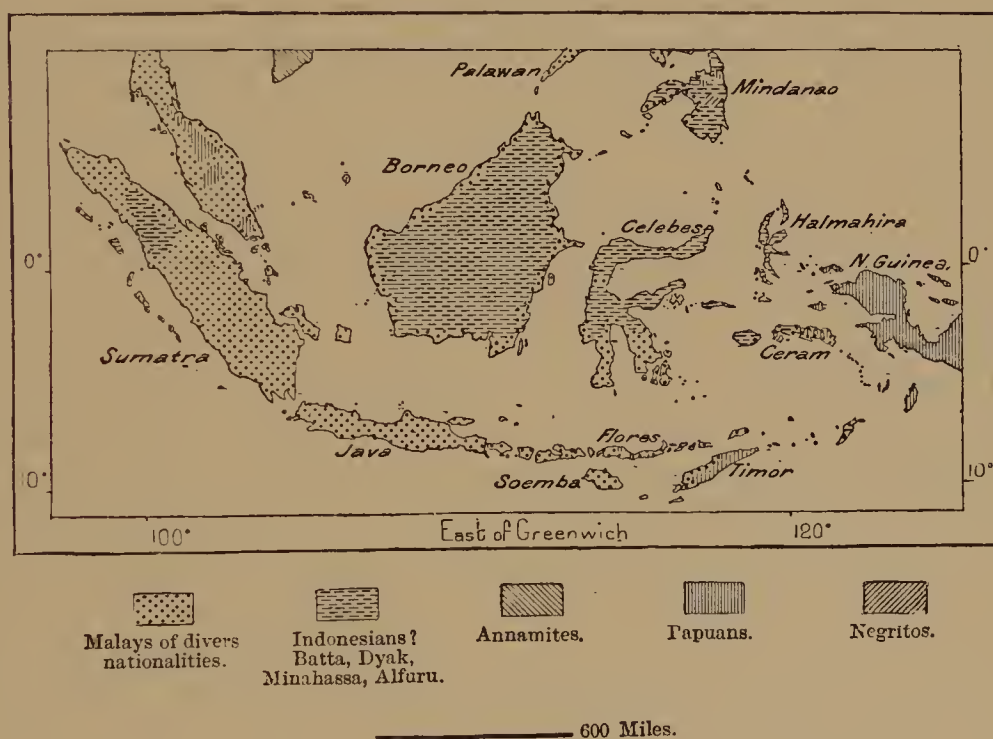 Palawan
Mindanao
Borneo
Celebes
Halmahira
0°
0°
N. Guinea.
Sumatra
Ceram
Java
Flores
Timor
Soemba
10°
10°
100°
East of Greenwich
120°
Malays of divers
nationalities.
Indonesians?
Batta, Dyak,
Minahassa, Alfuru.
Annamites.
Papuans.
Negritos.
600 Miles.